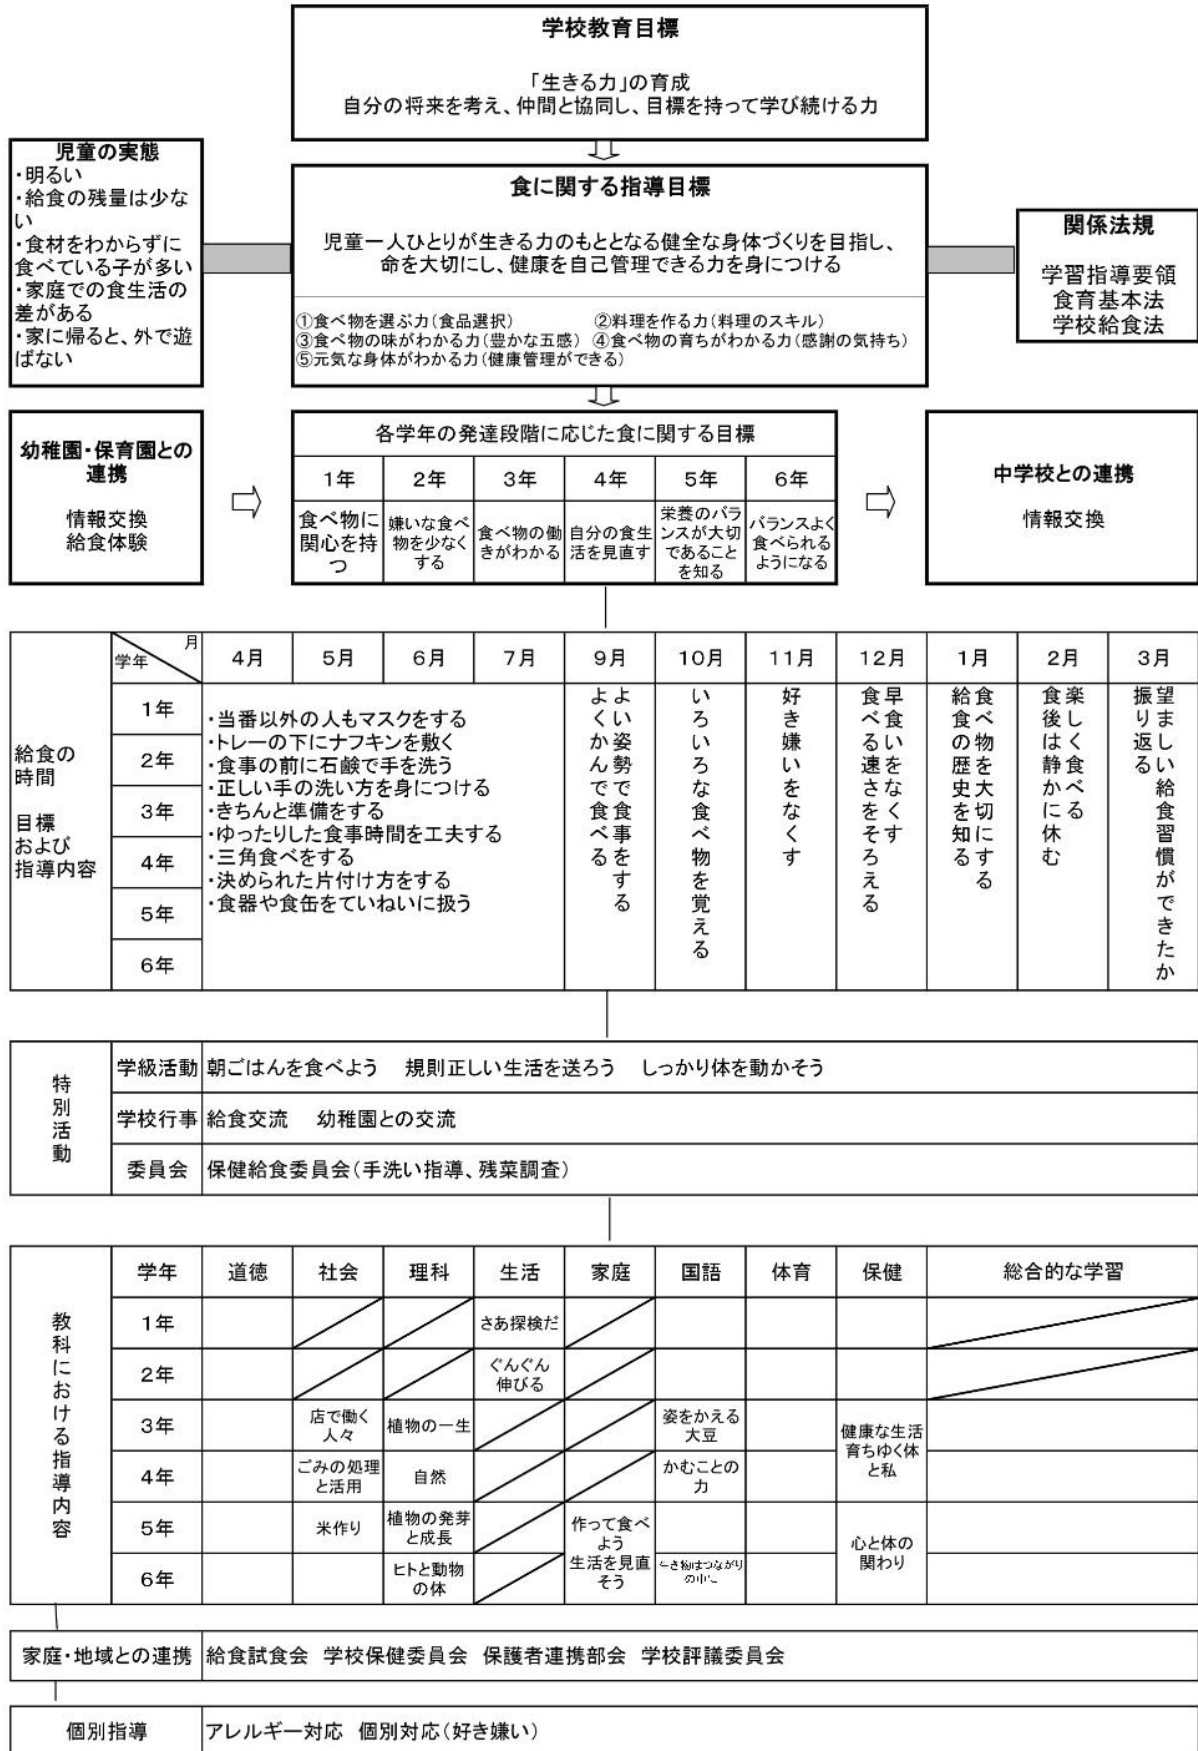 学校教育目標
「生きる力」の育成
自分の将来を考え、仲間と協同し、目標を持って学び続ける力
児童の実態
・明るい
・給食の残量は少な
い
・食材をわからずに
食べている子が多い
・家庭での食生活の
差がある
・家に帰ると、外で遊
ばない
食に関する指導目標
児童一人ひとりが生きる力のもととなる健全な身体づくりを目指し、
命を大切にし、健康を自己管理できる力を身につける
①食べ物を選ぶ力(食品選択) ②料理を作る力(料理のスキル)
③食べ物の味がわかる力(豊かな五感) ④食べ物の育ちがわかる力(感謝の気持ち)
⑤元気な身体がわかる力(健康管理ができる)
関係法規
学習指導要領
食育基本法
学校給食法
幼稚園・保育園との
連携
情報交換
給食体験
各学年の発達段階に応じた食に関する目標
1年 2年 3年 4年 5年 6年
食べ物に
関心を持
つ
嫌いな食べ
物を少なく
する
食べ物の働
きがわかる
自分の食生
活を見直す
栄養のバラ
ンスが大切
であること
を知る
バランスよく
食べられる
ようになる
中学校との連携
情報交換
給食の
時間
目標
および
指導内容
月
学年
4月 5月 6月 7月 9月 10月 11月 12月 1月 2月 3月
1年
2年
3年
4年
5年
6年
・当番以外の人もマスクをする
・トレーの下にナフキンを敷く
・食事の前に石鹸で手を洗う
・正しい手の洗い方を身につける
・きちんと準備をする
・ゆったりした食事時間を工夫する
・三角食べをする
・決められた片付け方をする
・食器や食缶をていねいに扱う
よい姿勢で食事をする
よくかんで食べる
いろいろな食べ物を覚える
好き嫌いをなくす
早食いをなくす
食べる速さをそろえる
食べ物を大切にする
給食の歴史を知る
楽しく食べる
食後は静かに休む
望ましい給食習慣ができたか
振り返る
特別活動
学級活動 朝ごはんを食べよう 規則正しい生活を送ろう しっかり体を動かそう
学校行事 給食交流 幼稚園との交流
委員会 保健給食委員会(手洗い指導、残菜調査)
教科における指導内容
学年 道徳 社会 理科 生活 家庭 国語 体育 保健 総合的な学習
1年
さあ探検だ
2年
ぐんぐん
伸びる
3年
店で働く
人々
植物の一生
姿をかえる
大豆
健康な生活
育ちゆく体
と私
4年
ごみの処理
と活用
自然
かむことの
力
5年
米作り
植物の発芽
と成長
作って食べ
よう
生活を見直
そう
心と体の
関わり
6年
ヒトと動物
の体
生き物はつながり
の中に
家庭・地域との連携 給食試食会 学校保健委員会 保護者連携部会 学校評議委員会
個別指導 アレルギー対応 個別対応(好き嫌い)